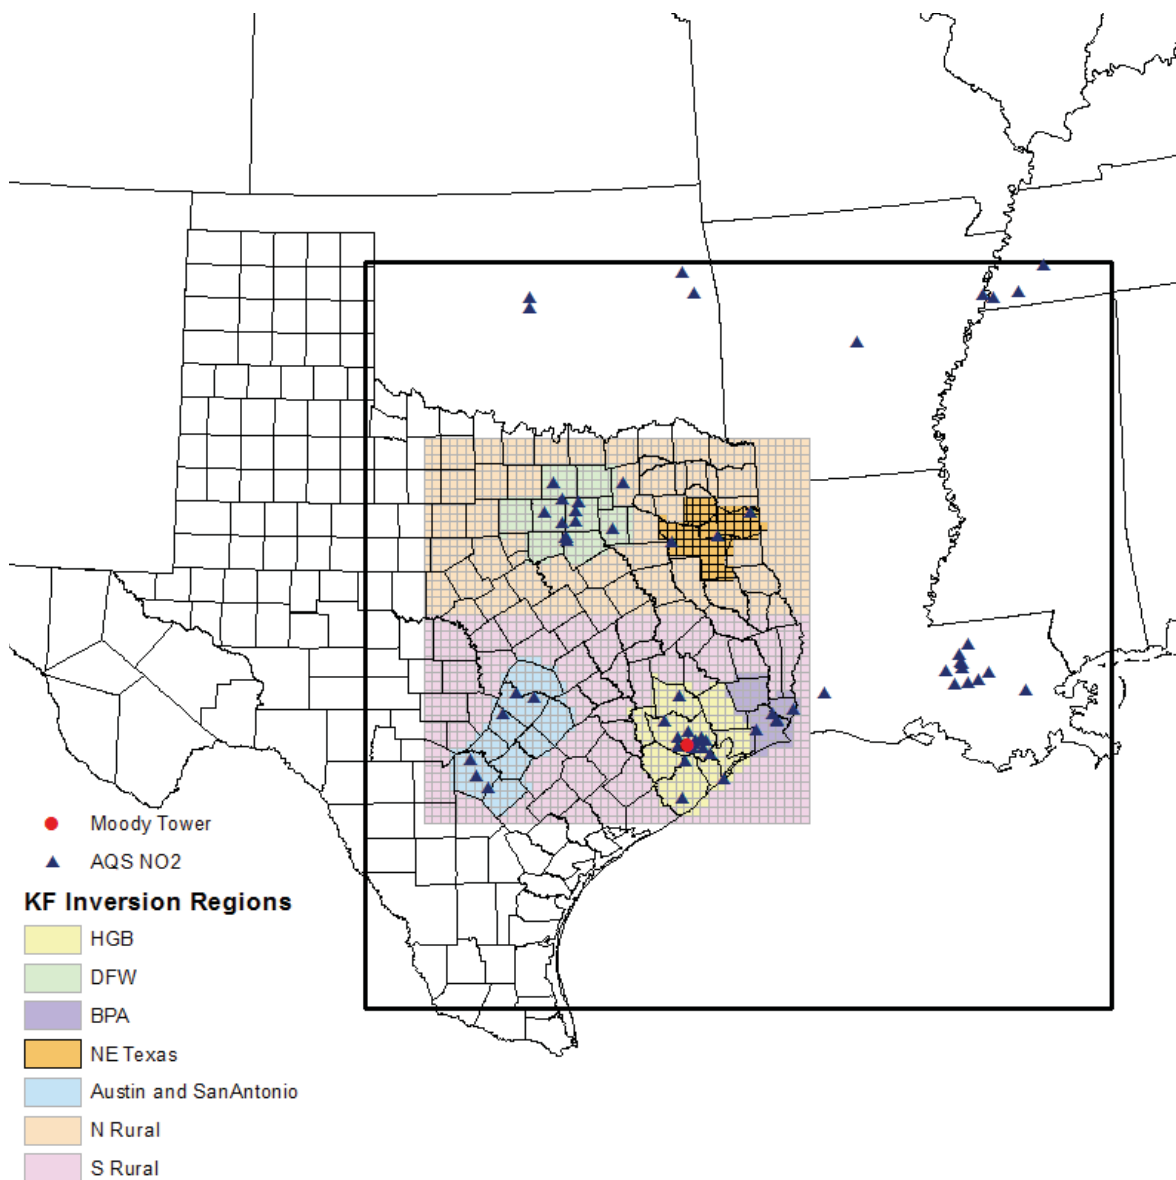 Moody Tower
AQS NO2
KF Inversion Regions
HGB
DFW
BPA
NE Texas
Austin and SanAntonio
N Rural
S Rural